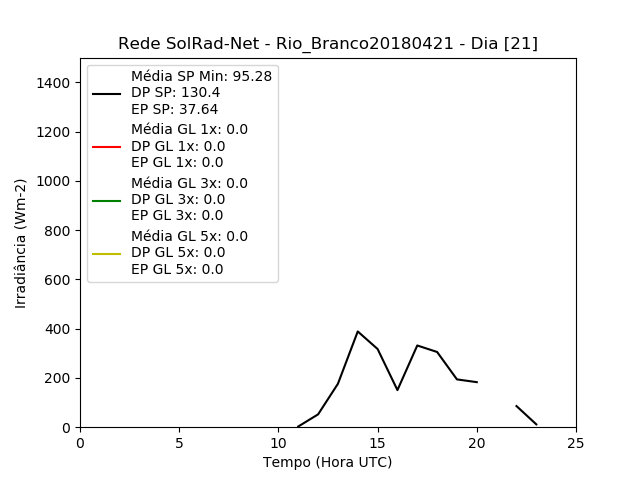 Rede SolRad-Net - Rio_Branco20180421 - Dia [21]
Média SP Min: 95.28
DP SP: 130.4
EP SP: 37.64
Média GL 1x: 0.0
DP GL 1x: 0.0
EP GL 1x: 0.0
Média GL 3x: 0.0
DP GL 3x: 0.0
EP GL 3x: 0.0
Média GL 5x: 0.0
DP GL 5x: 0.0
EP GL 5x: 0.0
Irradiância (Wm-2)
1400
1200
1000
800
600
400
200
0
0 5 10 15 20 25
Tempo (Hora UTC)